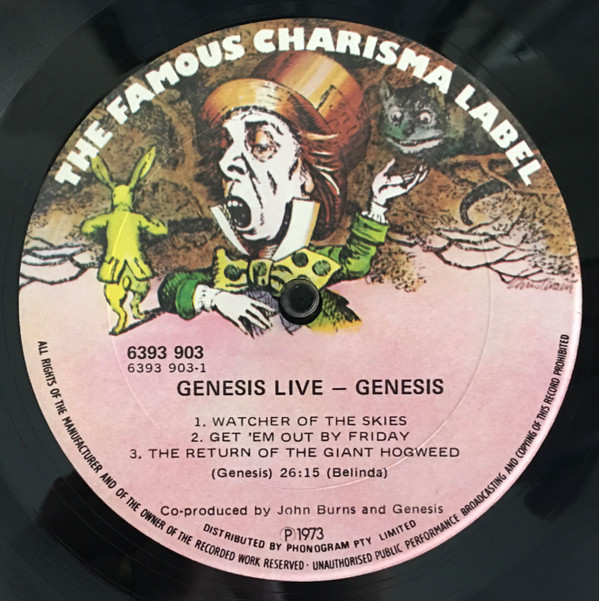 THE FAMOUS CHARISMA LABEL
6393 903
6393 903-1
GENESIS LIVE — GENESIS
1. WATCHER OF THE SKIES
2. GET 'EM OUT BY FRIDAY
3. THE RETURN OF THE GIANT HOGWEED
(Genesis) 26:15 (Belinda)
Co-produced by John Burns and Genesis
Ⓟ1973
DISTRIBUTED BY PHONOGRAM PTY LIMITED
ALL RIGHTS OF THE MANUFACTURER AND OF THE OWNER OF THE RECORDED WORK RESERVED · UNAUTHORISED PUBLIC PERFORMANCE BROADCASTING AND COPYING OF THIS RECORD PROHIBITED